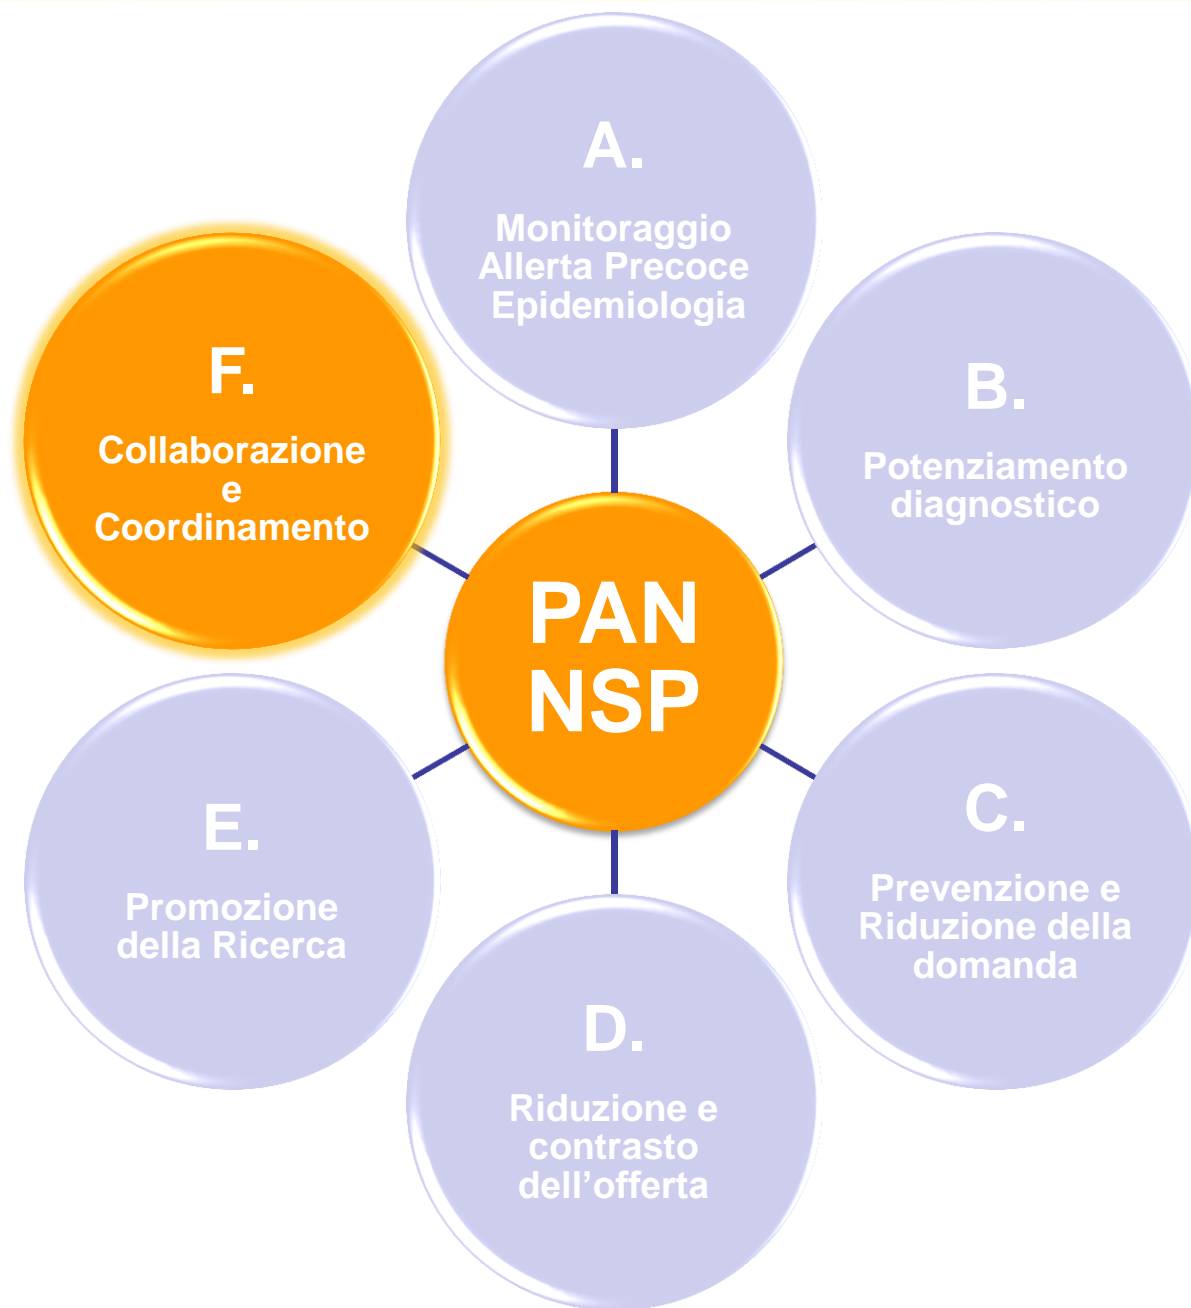 A.
Monitoraggio
Allerta Precoce
Epidemiologia
B.
Potenziamento
diagnostico
C.
Prevenzione e
Riduzione della
domanda
D.
Riduzione e
contrasto
dell’offerta
E.
Promozione
della Ricerca
F.
Collaborazione
e
Coordinamento
PAN
NSP